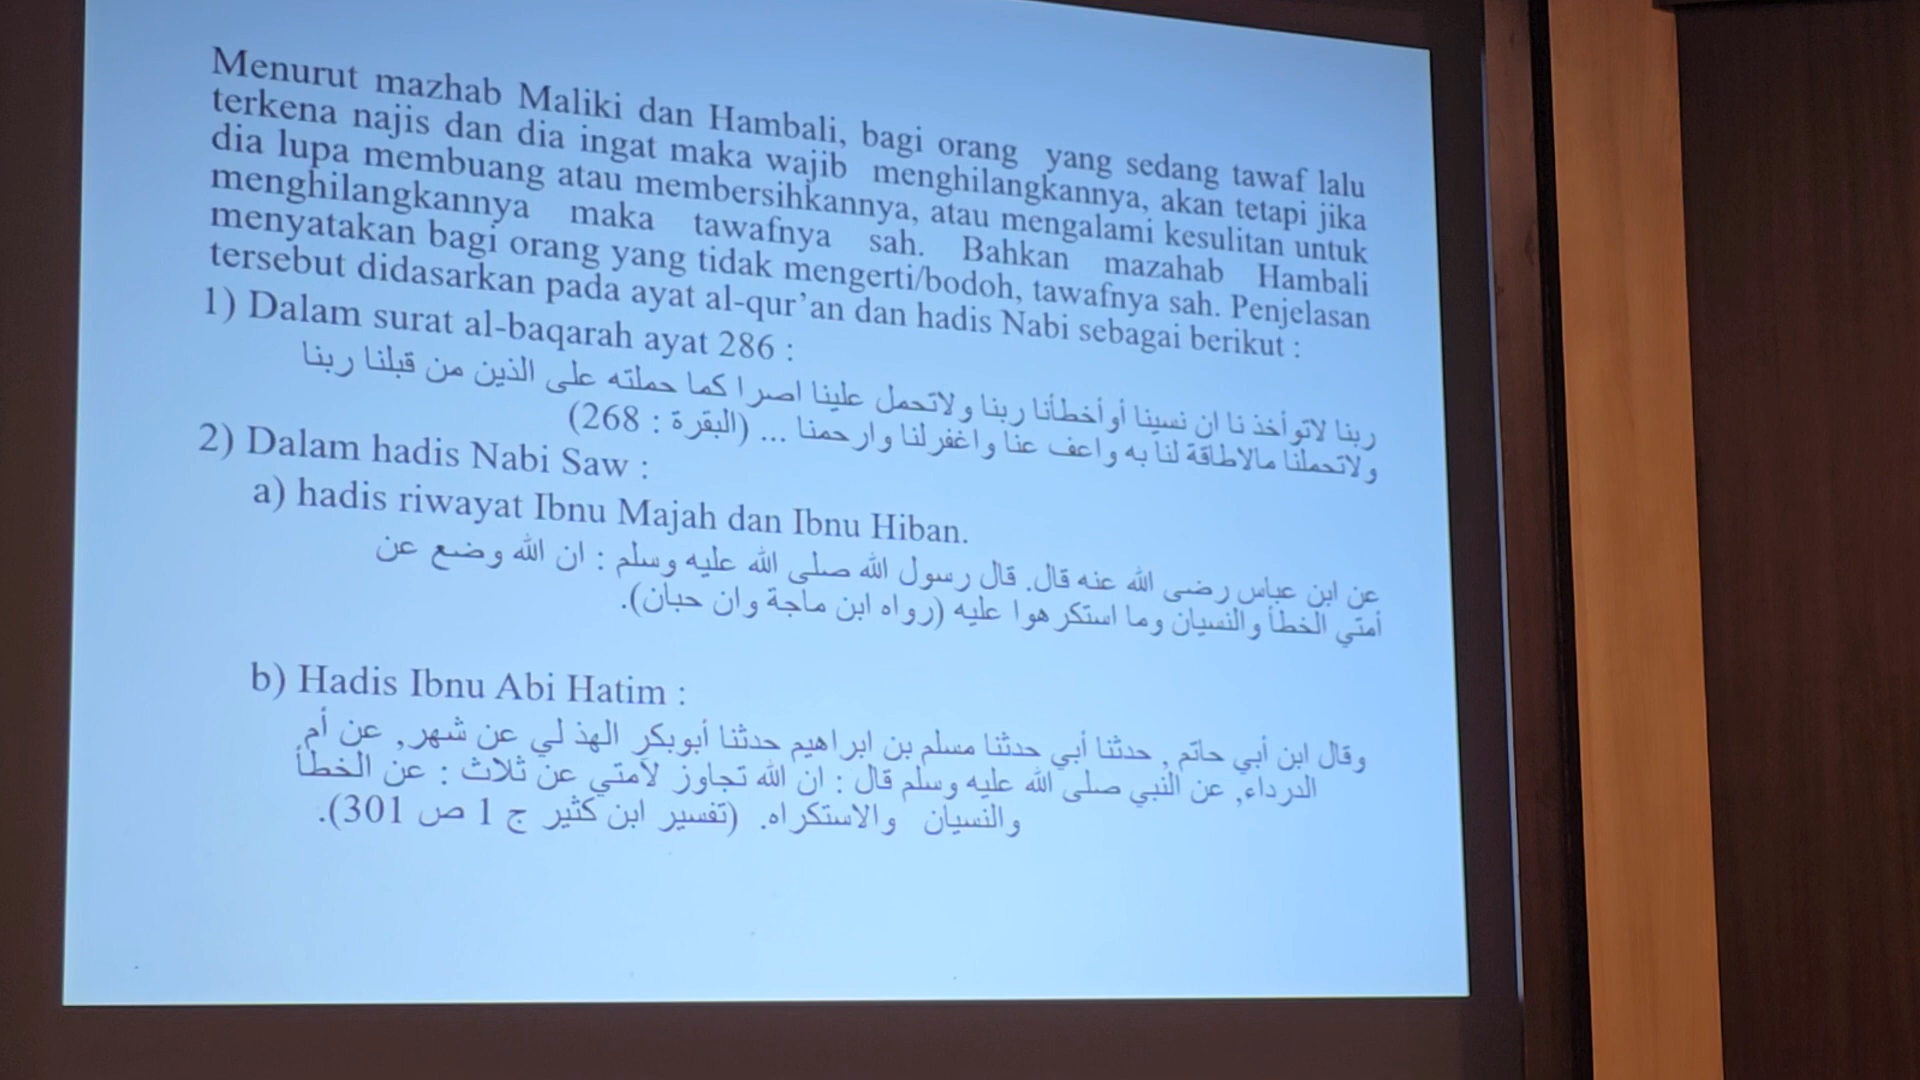 Menurut mazhab Maliki dan Hambali, bagi orang yang sedang tawaf lalu
terkena najis dan dia ingat maka wajib menghilangkannya, akan tetapi jika
dia lupa membuang atau membersihkannya, atau mengalami kesulitan untuk
menghilangkannya maka tawafnya sah. Bahkan mazahab Hambali
menyatakan bagi orang yang tidak mengerti/bodoh, tawafnya sah. Penjelasan
tersebut didasarkan pada ayat al-qur'an dan hadis Nabi sebagai berikut :
1) Dalam surat al-baqarah ayat 286 :
ربنا لاتوأخذ نا ان نسينا أوأخطأنا ربنا ولاتحمل علينا اصرا كما حملته على الذين من قبلنا ربنا
ولاتحملنا مالاطاقة لنا به واعف عنا واغفر لنا وارحمنا ... (البقرة : 268)
2) Dalam hadis Nabi Saw :
a) hadis riwayat Ibnu Majah dan Ibnu Hiban.
عن ابن عباس رضى الله عنه قال. قال رسول الله صلى الله عليه وسلم : ان الله وضع عن
أمتي الخطأ والنسيان وما استكر هوا عليه (رواه ابن ماجة وان حبان).
b) Hadis Ibnu Abi Hatim :
وقال ابن أبي حاتم , حدثنا أبي حدثنا مسلم بن ابراهيم حدثنا أبوبكر الهذ لي عن شهر, عن أم
الدرداء, عن النبي صلى الله عليه وسلم قال : ان الله تجاوز لآمتي عن ثلاث : عن الخطأ
والنسيان والاستكراه. (تفسير ابن كثير ج 1 ص 301).